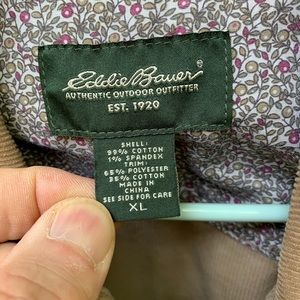 Eddie Bauer®
AUTHENTIC OUTDOOR OUTFITTER
EST. 1920
SHELL:
99% COTTON
1% SPANDEX
TRIM:
65% POLYESTER
35% COTTON
MADE IN
CHINA
SEE SIDE FOR CARE
XL